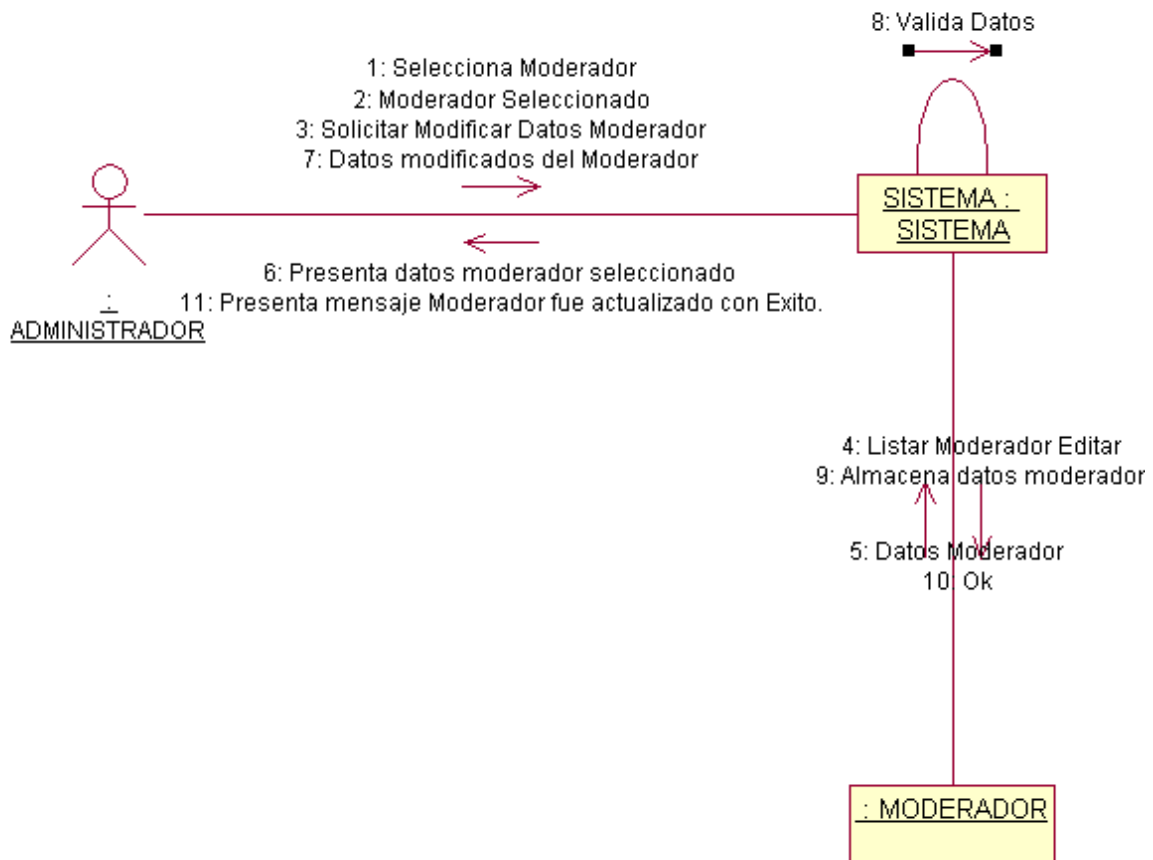 8: Valida Datos
1: Selecciona Moderador
2: Moderador Seleccionado
3: Solicitar Modificar Datos Moderador
7: Datos modificados del Moderador
SISTEMA :
SISTEMA
6: Presenta datos moderador seleccionado
11: Presenta mensaje Moderador fue actualizado con Exito.
:
ADMINISTRADOR
4: Listar Moderador Editar
9: Almacena datos moderador
5: Datos Moderador
10: Ok
: MODERADOR